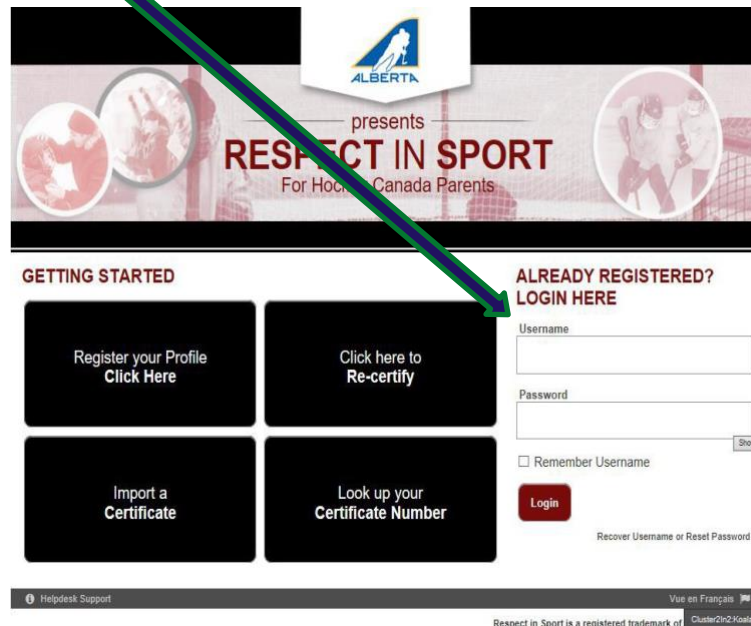 ALBERTA
presents
RESPECT IN SPORT
For Hockey Canada Parents
GETTING STARTED
Register your Profile
Click Here
Click here to
Re-certify
Import a
Certificate
Look up your
Certificate Number
ALREADY REGISTERED?
LOGIN HERE
Username
Password
Sho
Remember Username
Login
Recover Username or Reset Password
Helpdesk Support
Vue en Français
Respect in Sport is a registered trademark of